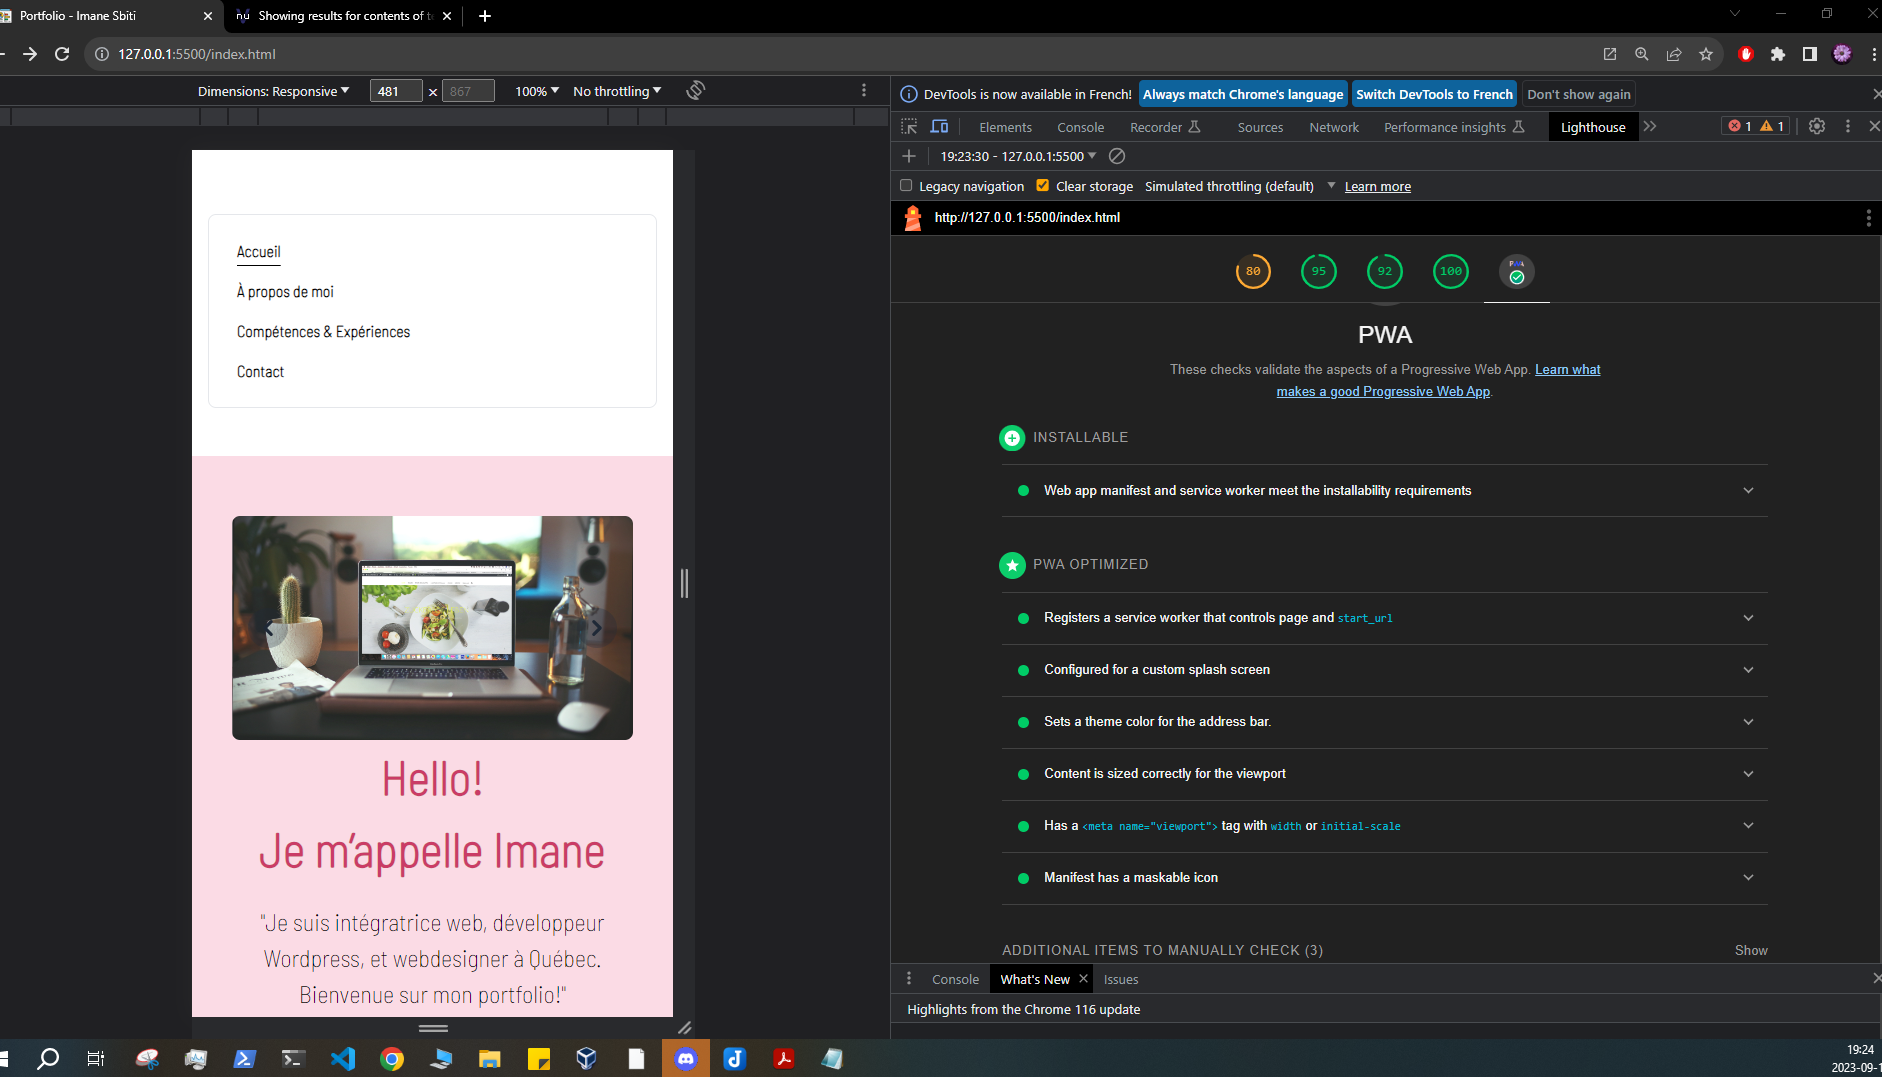 Portfolio - Imane Sbiti
Showing results for contents of t
127.0.0.1:5500/index.html
Dimensions: Responsive 481 × 867 100% No throttling
DevTools is now available in French! Always match Chrome's language Switch DevTools to French Don't show again
Elements Console Recorder Sources Network Performance insights Lighthouse 1 1
19:23:30 - 127.0.0.1:5500
Legacy navigation Clear storage Simulated throttling (default) Learn more
http://127.0.0.1:5500/index.html
80 95 92 100 PWA
PWA
These checks validate the aspects of a Progressive Web App. Learn what
makes a good Progressive Web App.
INSTALLABLE
Web app manifest and service worker meet the installability requirements
PWA OPTIMIZED
Registers a service worker that controls page and start_url
Configured for a custom splash screen
Sets a theme color for the address bar.
Content is sized correctly for the viewport
Has a <meta name="viewport"> tag with width or initial-scale
Manifest has a maskable icon
ADDITIONAL ITEMS TO MANUALLY CHECK (3) Show
Console What's New Issues
Highlights from the Chrome 116 update
Accueil
À propos de moi
Compétences & Expériences
Contact
Hello!
Je m'appelle Imane
"Je suis intégratrice web, développeur
Wordpress, et webdesigner à Québec.
Bienvenue sur mon portfolio!"
19:24
2023-09-1